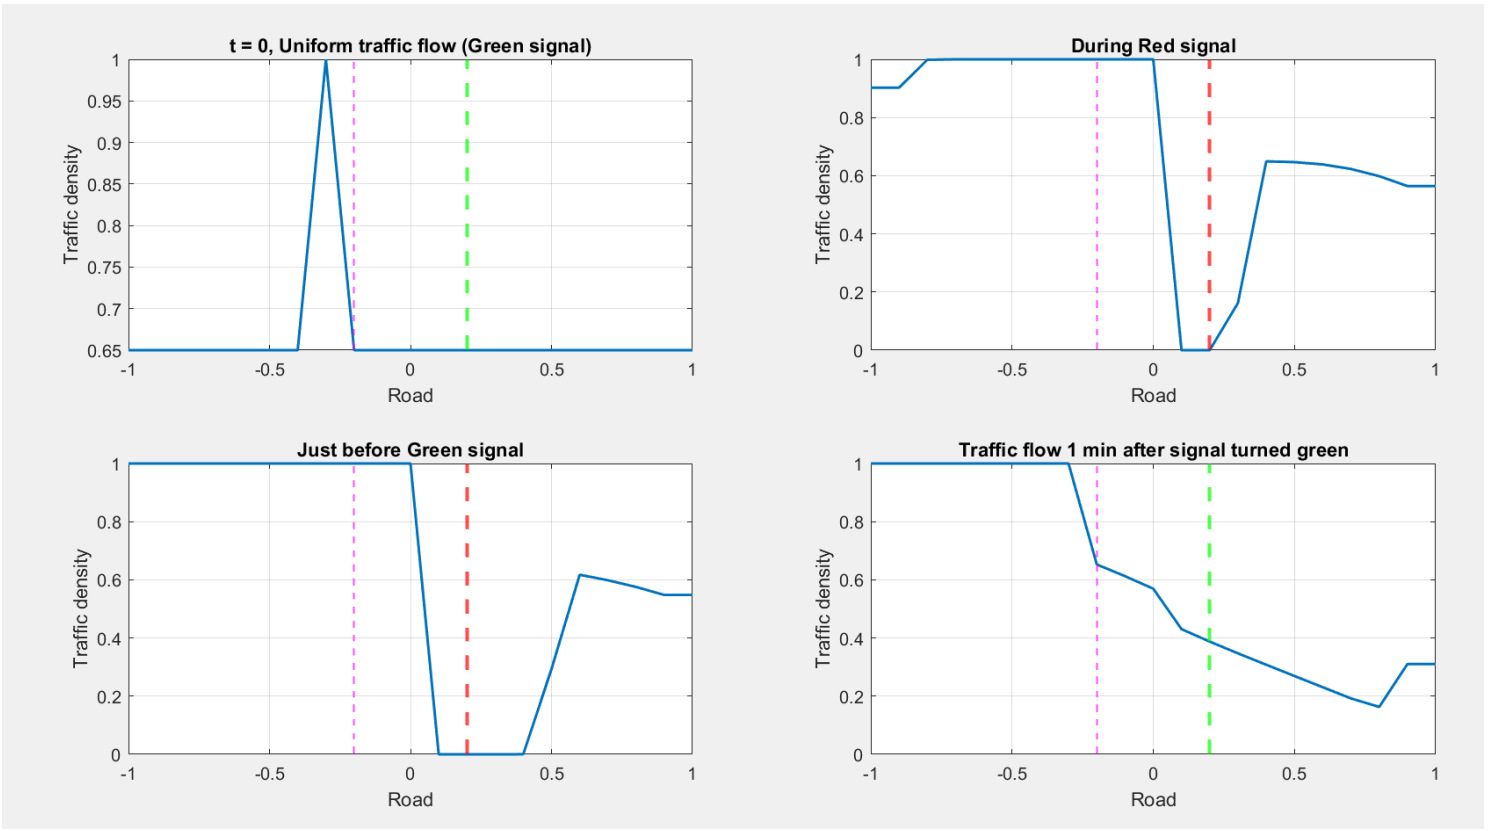 t = 0, Uniform traffic flow (Green signal)
1
0.95
0.9
0.85
0.8
0.75
0.7
0.65
Traffic density
-1 -0.5 0 0.5 1
Road
During Red signal
1
0.8
0.6
0.4
0.2
0
Traffic density
-1 -0.5 0 0.5 1
Road
Just before Green signal
1
0.8
0.6
0.4
0.2
0
Traffic density
-1 -0.5 0 0.5 1
Road
Traffic flow 1 min after signal turned green
1
0.8
0.6
0.4
0.2
0
Traffic density
-1 -0.5 0 0.5 1
Road